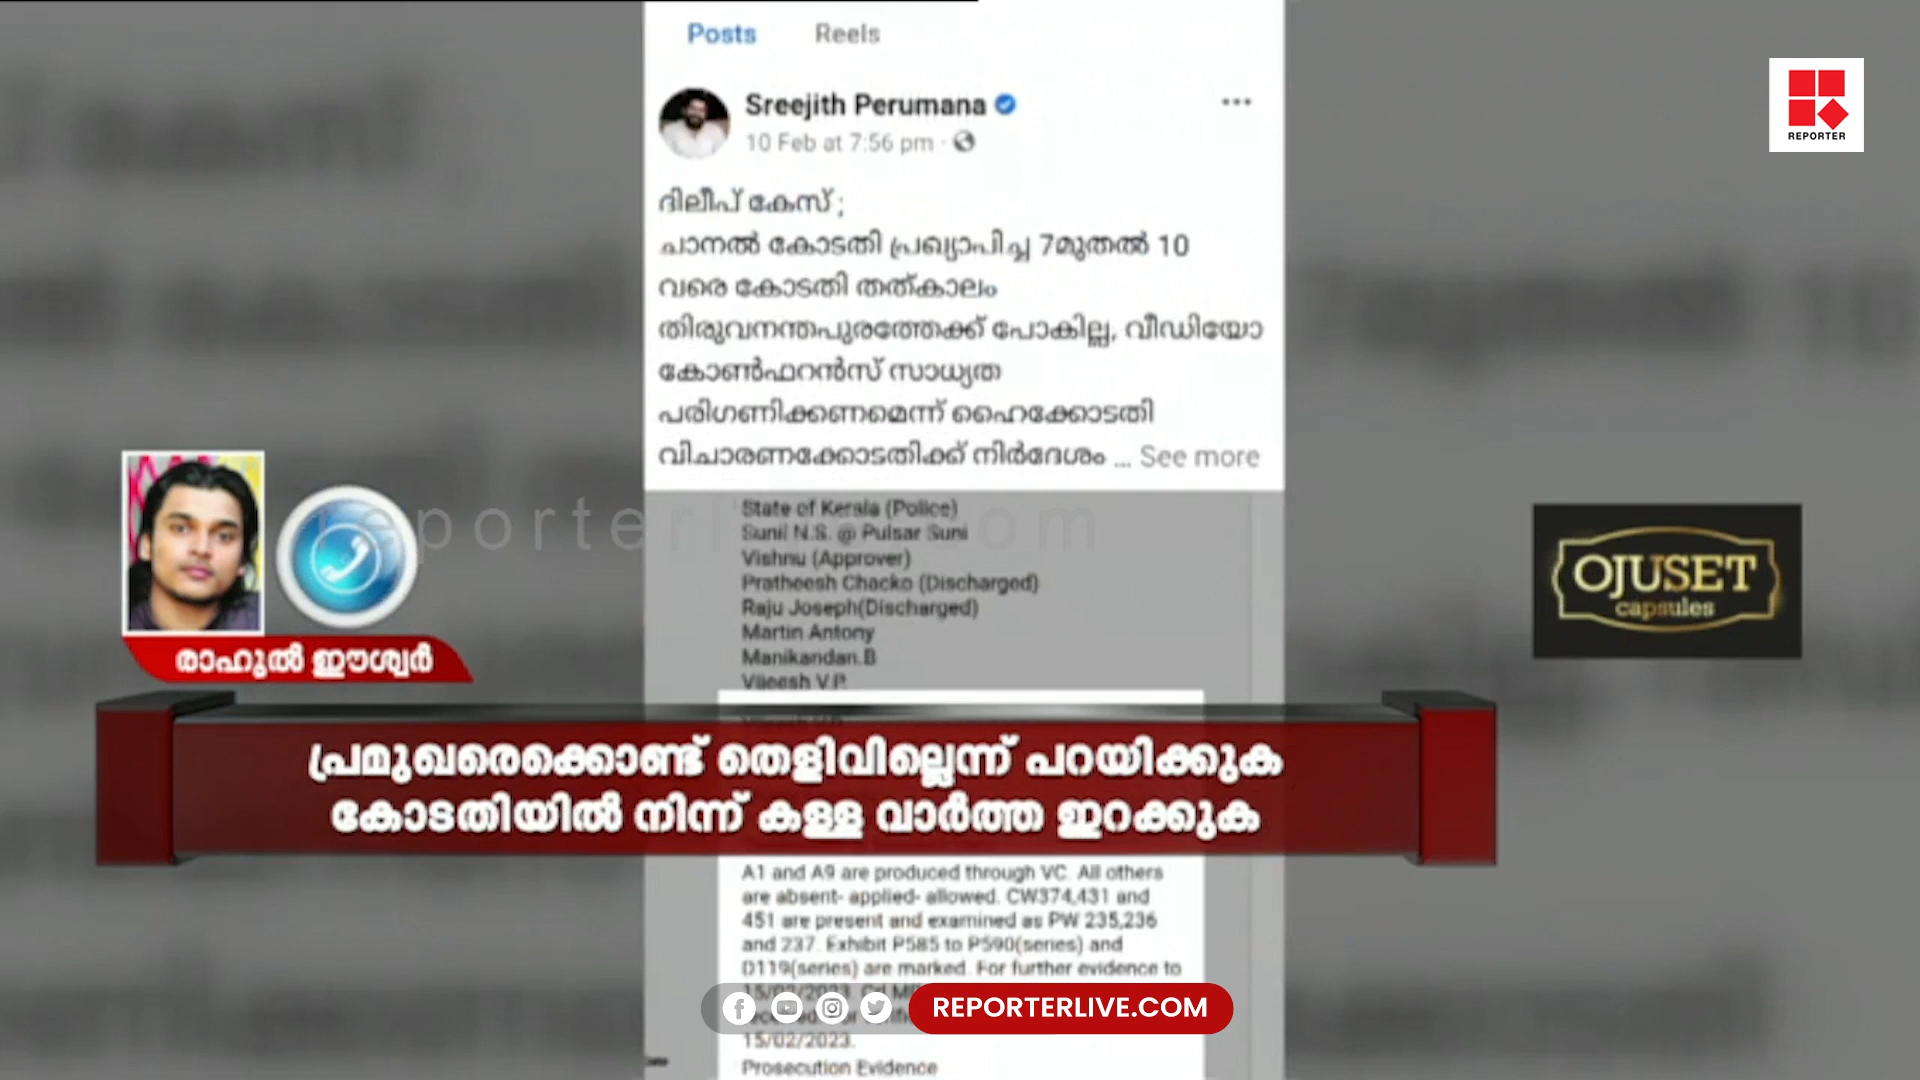 Posts Reels
REPORTER
Sreejith Perumana
10 Feb at 7:56 pm ·
ദിലീപ് കേസ് ;
ചാനൽ കോടതി പ്രഖ്യാപിച്ച 7മുതൽ 10
വരെ കോടതി തത്കാലം
തിരുവനന്തപുരത്തേക്ക് പോകില്ല, വീഡിയോ
കോൺഫറൻസ് സാധ്യത
പരിഗണിക്കണമെന്ന് ഹൈക്കോടതി
വിചാരണക്കോടതിക്ക് നിർദേശം ... See more
State of Kerala (Police)
Sunil N.S. @ Pulsar Suni
Vishnu (Approver)
Pratheesh Chacko (Discharged)
Raju Joseph(Discharged)
Martin Antony
Manikandan.B
Vijeesh V.P.
reporterlive.com
OJUSET
capsules
രാഹുൽ ഈശ്വർ
പ്രമുഖരെക്കൊണ്ട് തെളിവില്ലെന്ന് പറയിക്കുക
കോടതിയിൽ നിന്ന് കള്ള വാർത്ത ഇറക്കുക
A1 and A9 are produced through VC. All others
are absent- applied- allowed. CW374,431 and
451 are present and examined as PW 235,236
and 237. Exhibit P585 to P590(series) and
D119(series) are marked. For further evidence to
15/02/2023.
REPORTERLIVE.COM
15/02/2023.
Prosecution Evidence